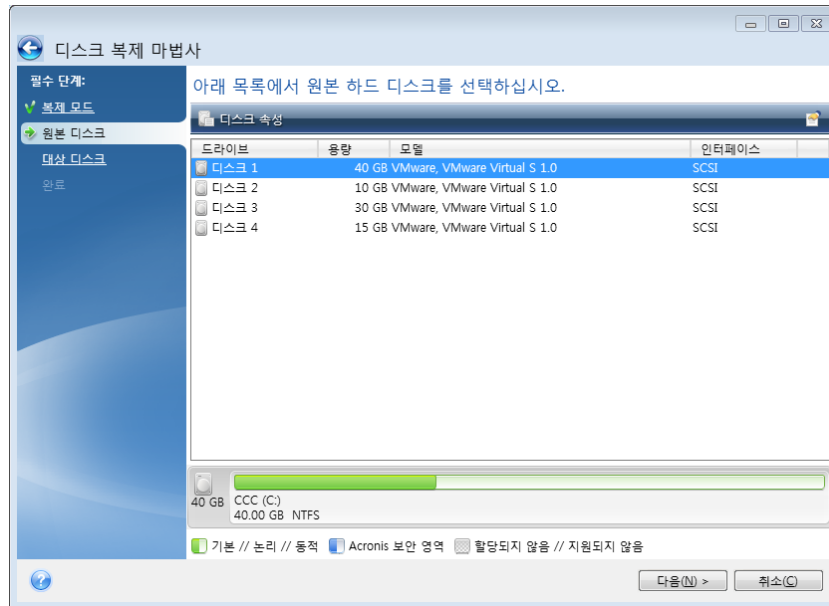 디스크 복제 마법사
필수 단계:
복제 모드
원본 디스크
대상 디스크
완료
아래 목록에서 원본 하드 디스크를 선택하십시오.
디스크 속성
드라이브 용량 모델 인터페이스
디스크 1 40 GB VMware, VMware Virtual S 1.0 SCSI
디스크 2 10 GB VMware, VMware Virtual S 1.0 SCSI
디스크 3 30 GB VMware, VMware Virtual S 1.0 SCSI
디스크 4 15 GB VMware, VMware Virtual S 1.0 SCSI
40 GB CCC (C:)
40.00 GB NTFS
기본 // 논리 // 동적 Acronis 보안 영역 할당되지 않음 // 지원되지 않음
다음(N) > 취소(C)